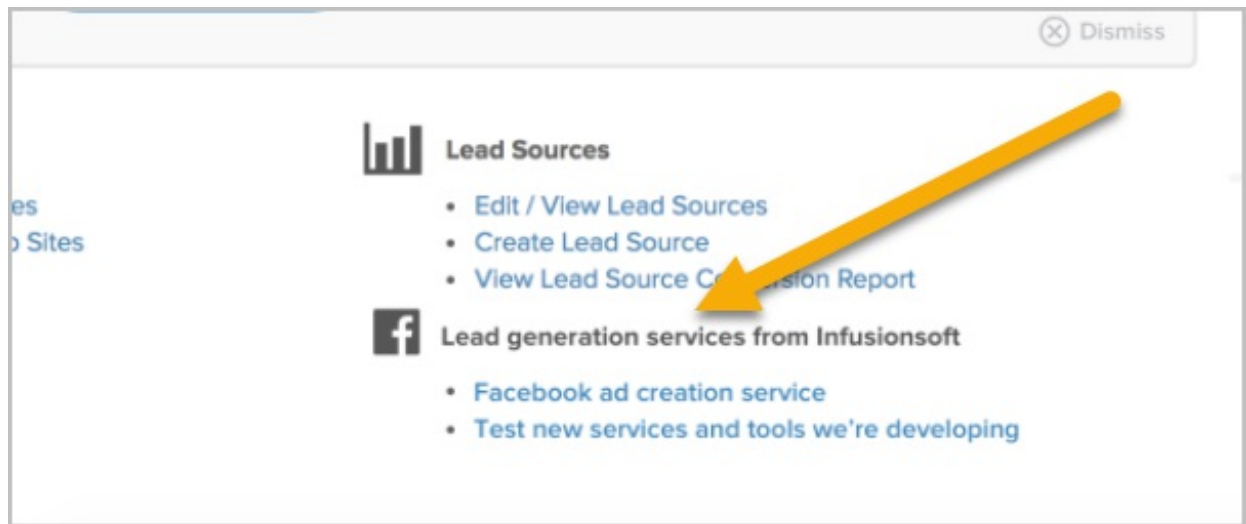 Dismiss
Lead Sources
es
• Edit / View Lead Sources
o Sites
• Create Lead Source
• View Lead Source Co rsion Report
Lead generation services from Infusionsoft
• Facebook ad creation service
• Test new services and tools we're developing